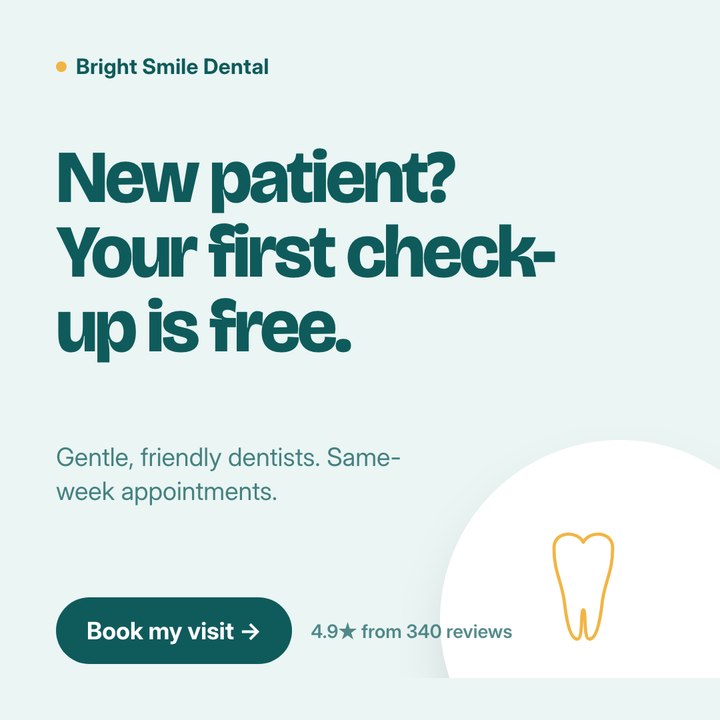 Bright Smile Dental
New patient?
Your first check-
up is free.
Gentle, friendly dentists. Same-
week appointments.
Book my visit →
4.9★ from 340 reviews